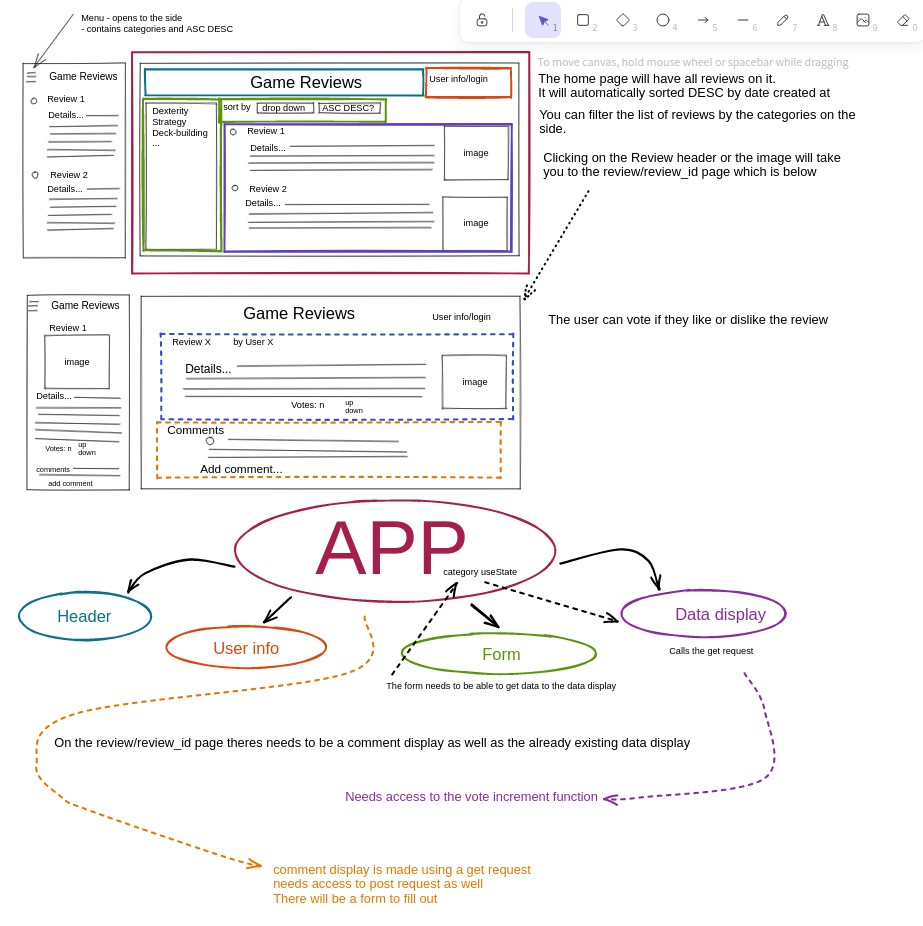 Menu - opens to the side
- contains categories and ASC DESC
1
2
3
4
5
6
7
8
9
0
To move canvas, hold mouse wheel or spacebar while dragging
The home page will have all reviews on it.
It will automatically sorted DESC by date created at
You can filter the list of reviews by the categories on the
side.
Clicking on the Review header or the image will take
you to the review/review_id page which is below
Game Reviews
Review 1
Details...
Review 2
Details...
Game Reviews
User info/login
Dexterity
Strategy
Deck-building
...
sort by
drop down
ASC DESC?
Review 1
Details...
image
Review 2
Details...
image
Game Reviews
Review 1
image
Details...
Votes: n
up
down
comments
add comment
Game Reviews
User info/login
Review X
by User X
Details...
image
Votes: n
up
down
Comments
Add comment...
The user can vote if they like or dislike the review
APP
category useState
Header
User info
Form
Data display
Calls the get request
The form needs to be able to get data to the data display
On the review/review_id page theres needs to be a comment display as well as the already existing data display
Needs access to the vote increment function
comment display is made using a get request
needs access to post request as well
There will be a form to fill out